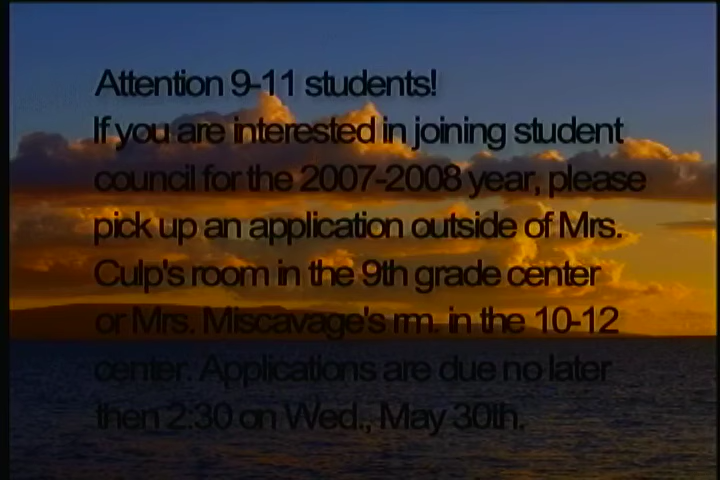 Attention 9-11 students!
If you are interested in joining student
council for the 2007-2008 year, please
pick up an application outside of Mrs.
Culp's room in the 9th grade center
or Mrs. Miscavage's rm. in the 10-12
center. Applications are due no later
then 2:30 on Wed., May 30th.